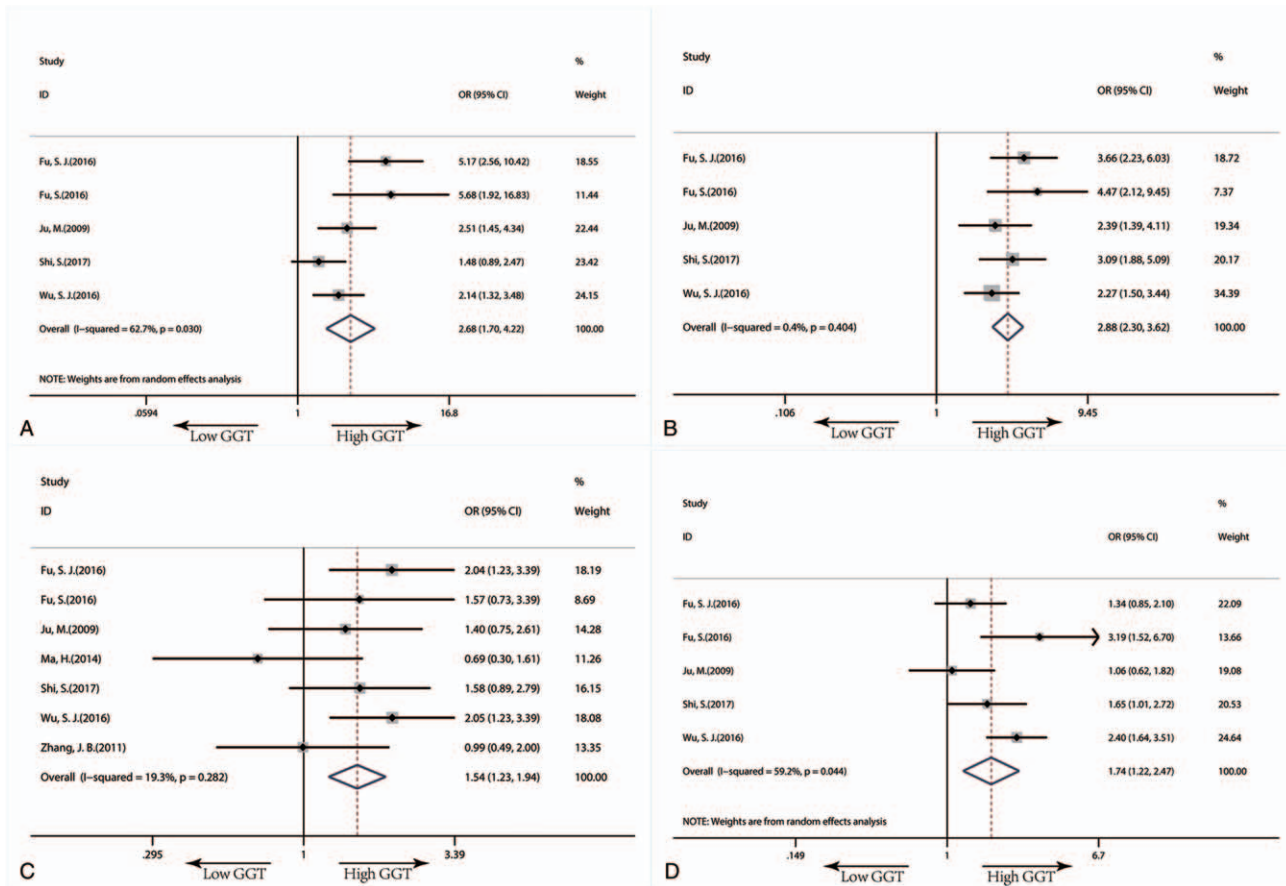 Study %
ID OR (95% CI) Weight
Fu, S. J.(2016) 5.17 (2.56, 10.42) 18.55
Fu, S.(2016) 5.68 (1.92, 16.83) 11.44
Ju, M.(2009) 2.51 (1.45, 4.34) 22.44
Shi, S.(2017) 1.48 (0.89, 2.47) 23.42
Wu, S. J.(2016) 2.14 (1.32, 3.48) 24.15
Overall (I-squared = 62.7%, p = 0.030) 2.68 (1.70, 4.22) 100.00
NOTE: Weights are from random effects analysis
.0594 1 16.8
A Low GGT High GGT
Study %
ID OR (95% CI) Weight
Fu, S. J.(2016) 3.66 (2.23, 6.03) 18.72
Fu, S.(2016) 4.47 (2.12, 9.45) 7.37
Ju, M.(2009) 2.39 (1.39, 4.11) 19.34
Shi, S.(2017) 3.09 (1.88, 5.09) 20.17
Wu, S. J.(2016) 2.27 (1.50, 3.44) 34.39
Overall (I-squared = 0.4%, p = 0.404) 2.88 (2.30, 3.62) 100.00
.106 1 9.45
B Low GGT High GGT
Study %
ID OR (95% CI) Weight
Fu, S. J.(2016) 2.04 (1.23, 3.39) 18.19
Fu, S.(2016) 1.57 (0.73, 3.39) 8.69
Ju, M.(2009) 1.40 (0.75, 2.61) 14.28
Ma, H.(2014) 0.69 (0.30, 1.61) 11.26
Shi, S.(2017) 1.58 (0.89, 2.79) 16.15
Wu, S. J.(2016) 2.05 (1.23, 3.39) 18.08
Zhang, J. B.(2011) 0.99 (0.49, 2.00) 13.35
Overall (I-squared = 19.3%, p = 0.282) 1.54 (1.23, 1.94) 100.00
.295 1 3.39
C Low GGT High GGT
Study %
ID OR (95% CI) Weight
Fu, S. J.(2016) 1.34 (0.85, 2.10) 22.09
Fu, S.(2016) 3.19 (1.52, 6.70) 13.66
Ju, M.(2009) 1.06 (0.62, 1.82) 19.08
Shi, S.(2017) 1.65 (1.01, 2.72) 20.53
Wu, S. J.(2016) 2.40 (1.64, 3.51) 24.64
Overall (I-squared = 59.2%, p = 0.044) 1.74 (1.22, 2.47) 100.00
NOTE: Weights are from random effects analysis
.149 1 6.7
D Low GGT High GGT